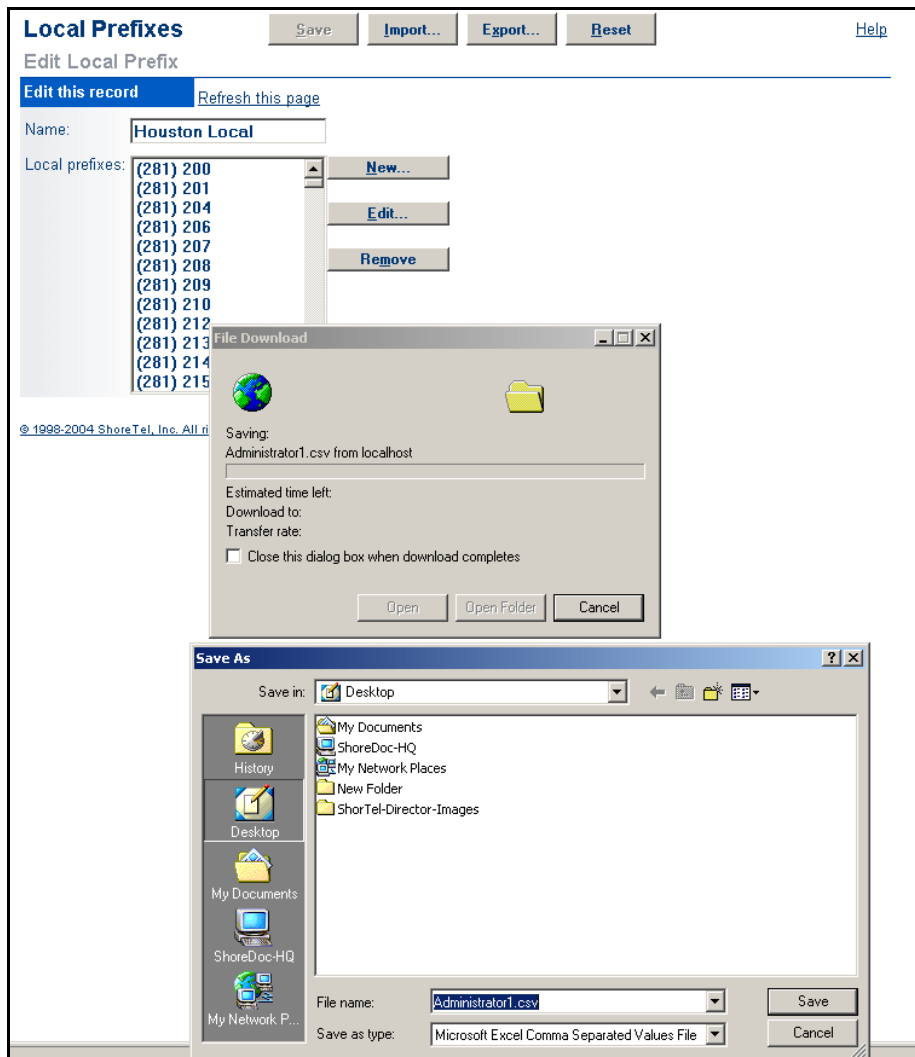 Local Prefixes
Save
Import...
Export...
Reset
Help
Edit Local Prefix
Edit this record
Refresh this page
Name:
Houston Local
Local prefixes:
(281) 200
(281) 201
(281) 204
(281) 206
(281) 207
(281) 208
(281) 209
(281) 210
(281) 212
(281) 213
(281) 214
(281) 215
New...
Edit...
Remove
© 1998-2004 ShoreTel, Inc. All ri
File Download
Saving:
Administrator1.csv from localhost
Estimated time left:
Download to:
Transfer rate:
Close this dialog box when download completes
Open
Open Folder
Cancel
Save As
Save in:
Desktop
History
Desktop
My Documents
ShoreDoc-HQ
My Network P...
My Documents
ShoreDoc-HQ
My Network Places
New Folder
ShorTel-Director-Images
File name:
Administrator1.csv
Save
Save as type:
Microsoft Excel Comma Separated Values File
Cancel